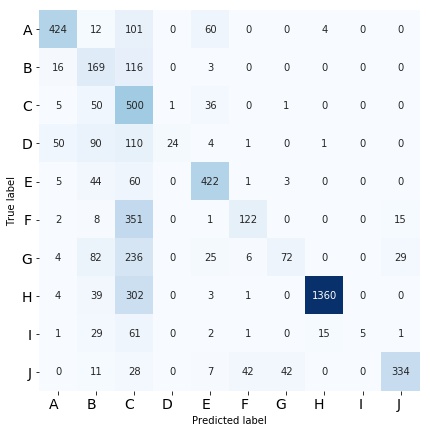 A 424 12 101 0 60 0 0 4 0 0
B 16 169 116 0 3 0 0 0 0 0
C 5 50 500 1 36 0 1 0 0 0
D 50 90 110 24 4 1 0 1 0 0
E 5 44 60 0 422 1 3 0 0 0
F 2 8 351 0 1 122 0 0 0 15
G 4 82 236 0 25 6 72 0 0 29
H 4 39 302 0 3 1 0 1360 0 0
I 1 29 61 0 2 1 0 15 5 1
J 0 11 28 0 7 42 42 0 0 334
A B C D E F G H I J
Predicted label
True label